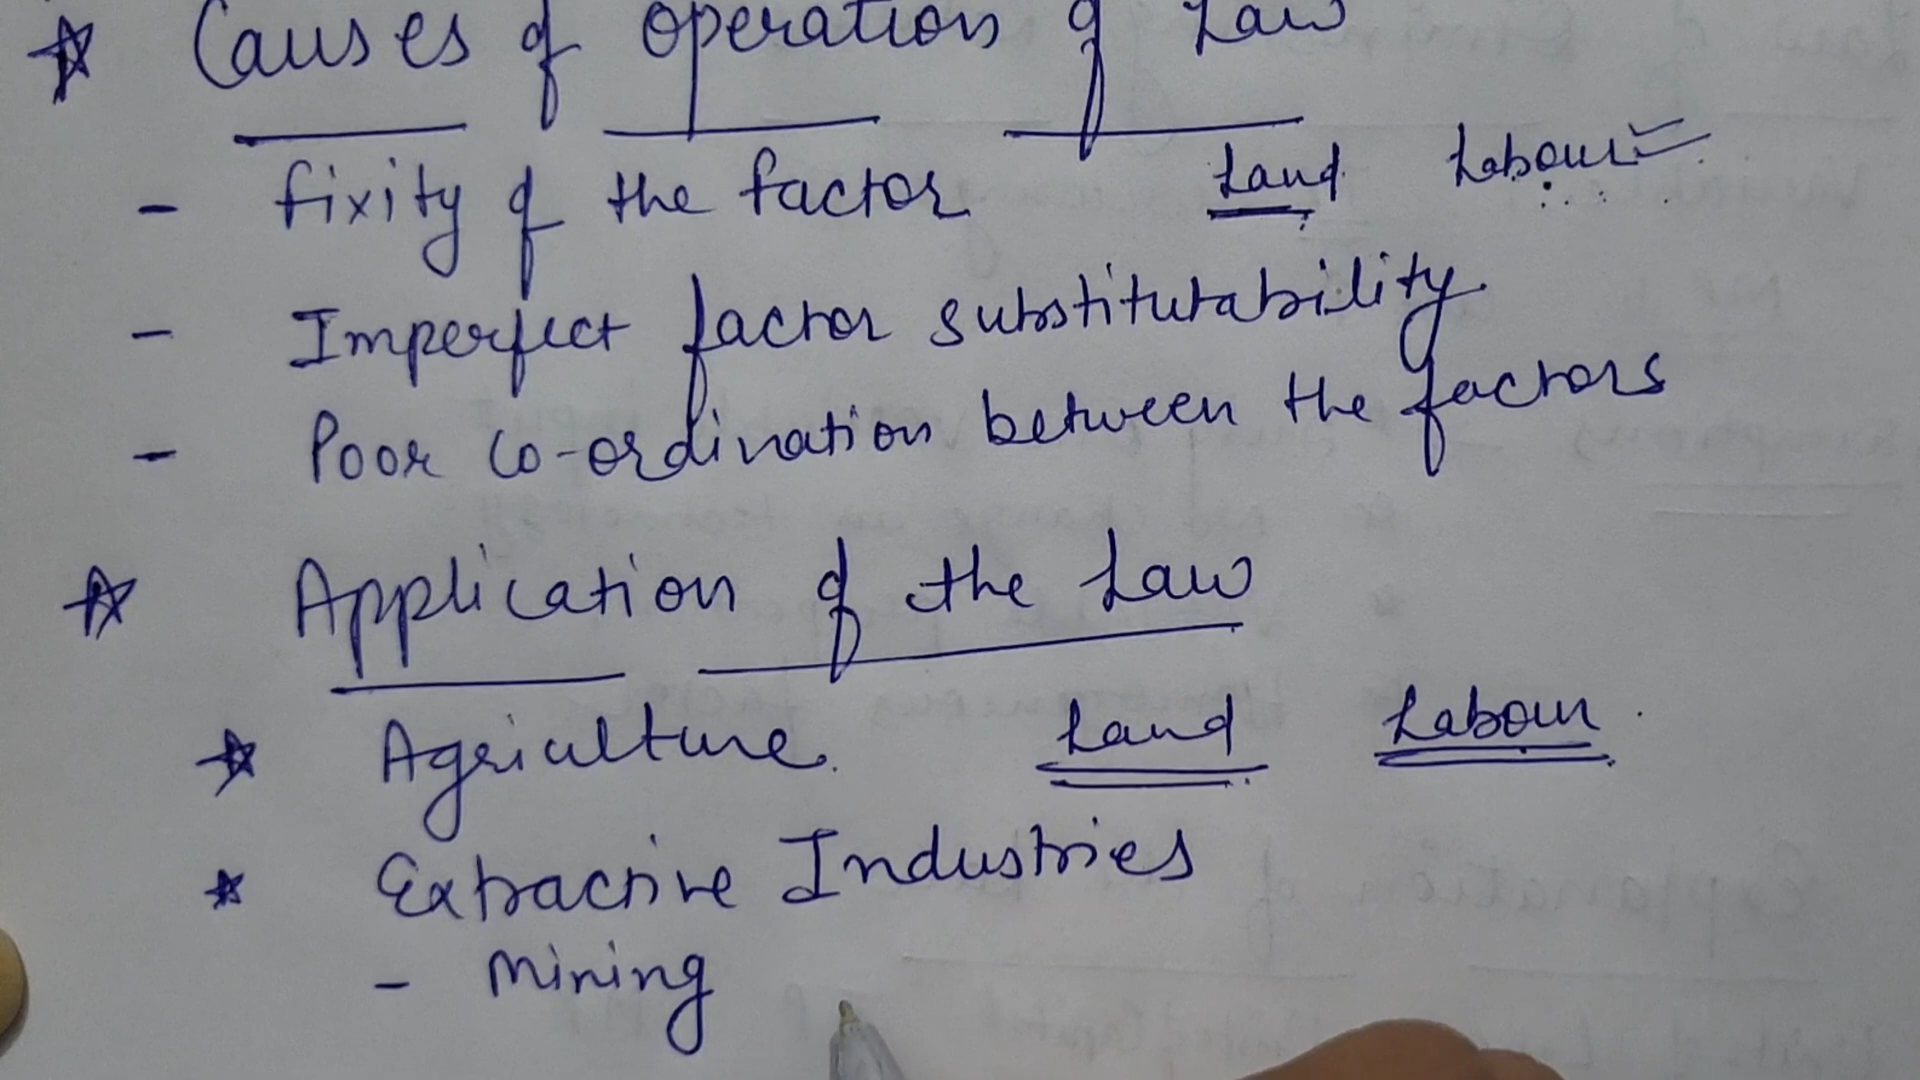 ☆ Causes of operation of Law
- fixity of the factor Land Labour
- Imperfect factor substitutability
- Poor co-ordination between the factors
☆ Application of the Law
☆ Agriculture. Land Labour.
☆ Extractive Industries
- Mining